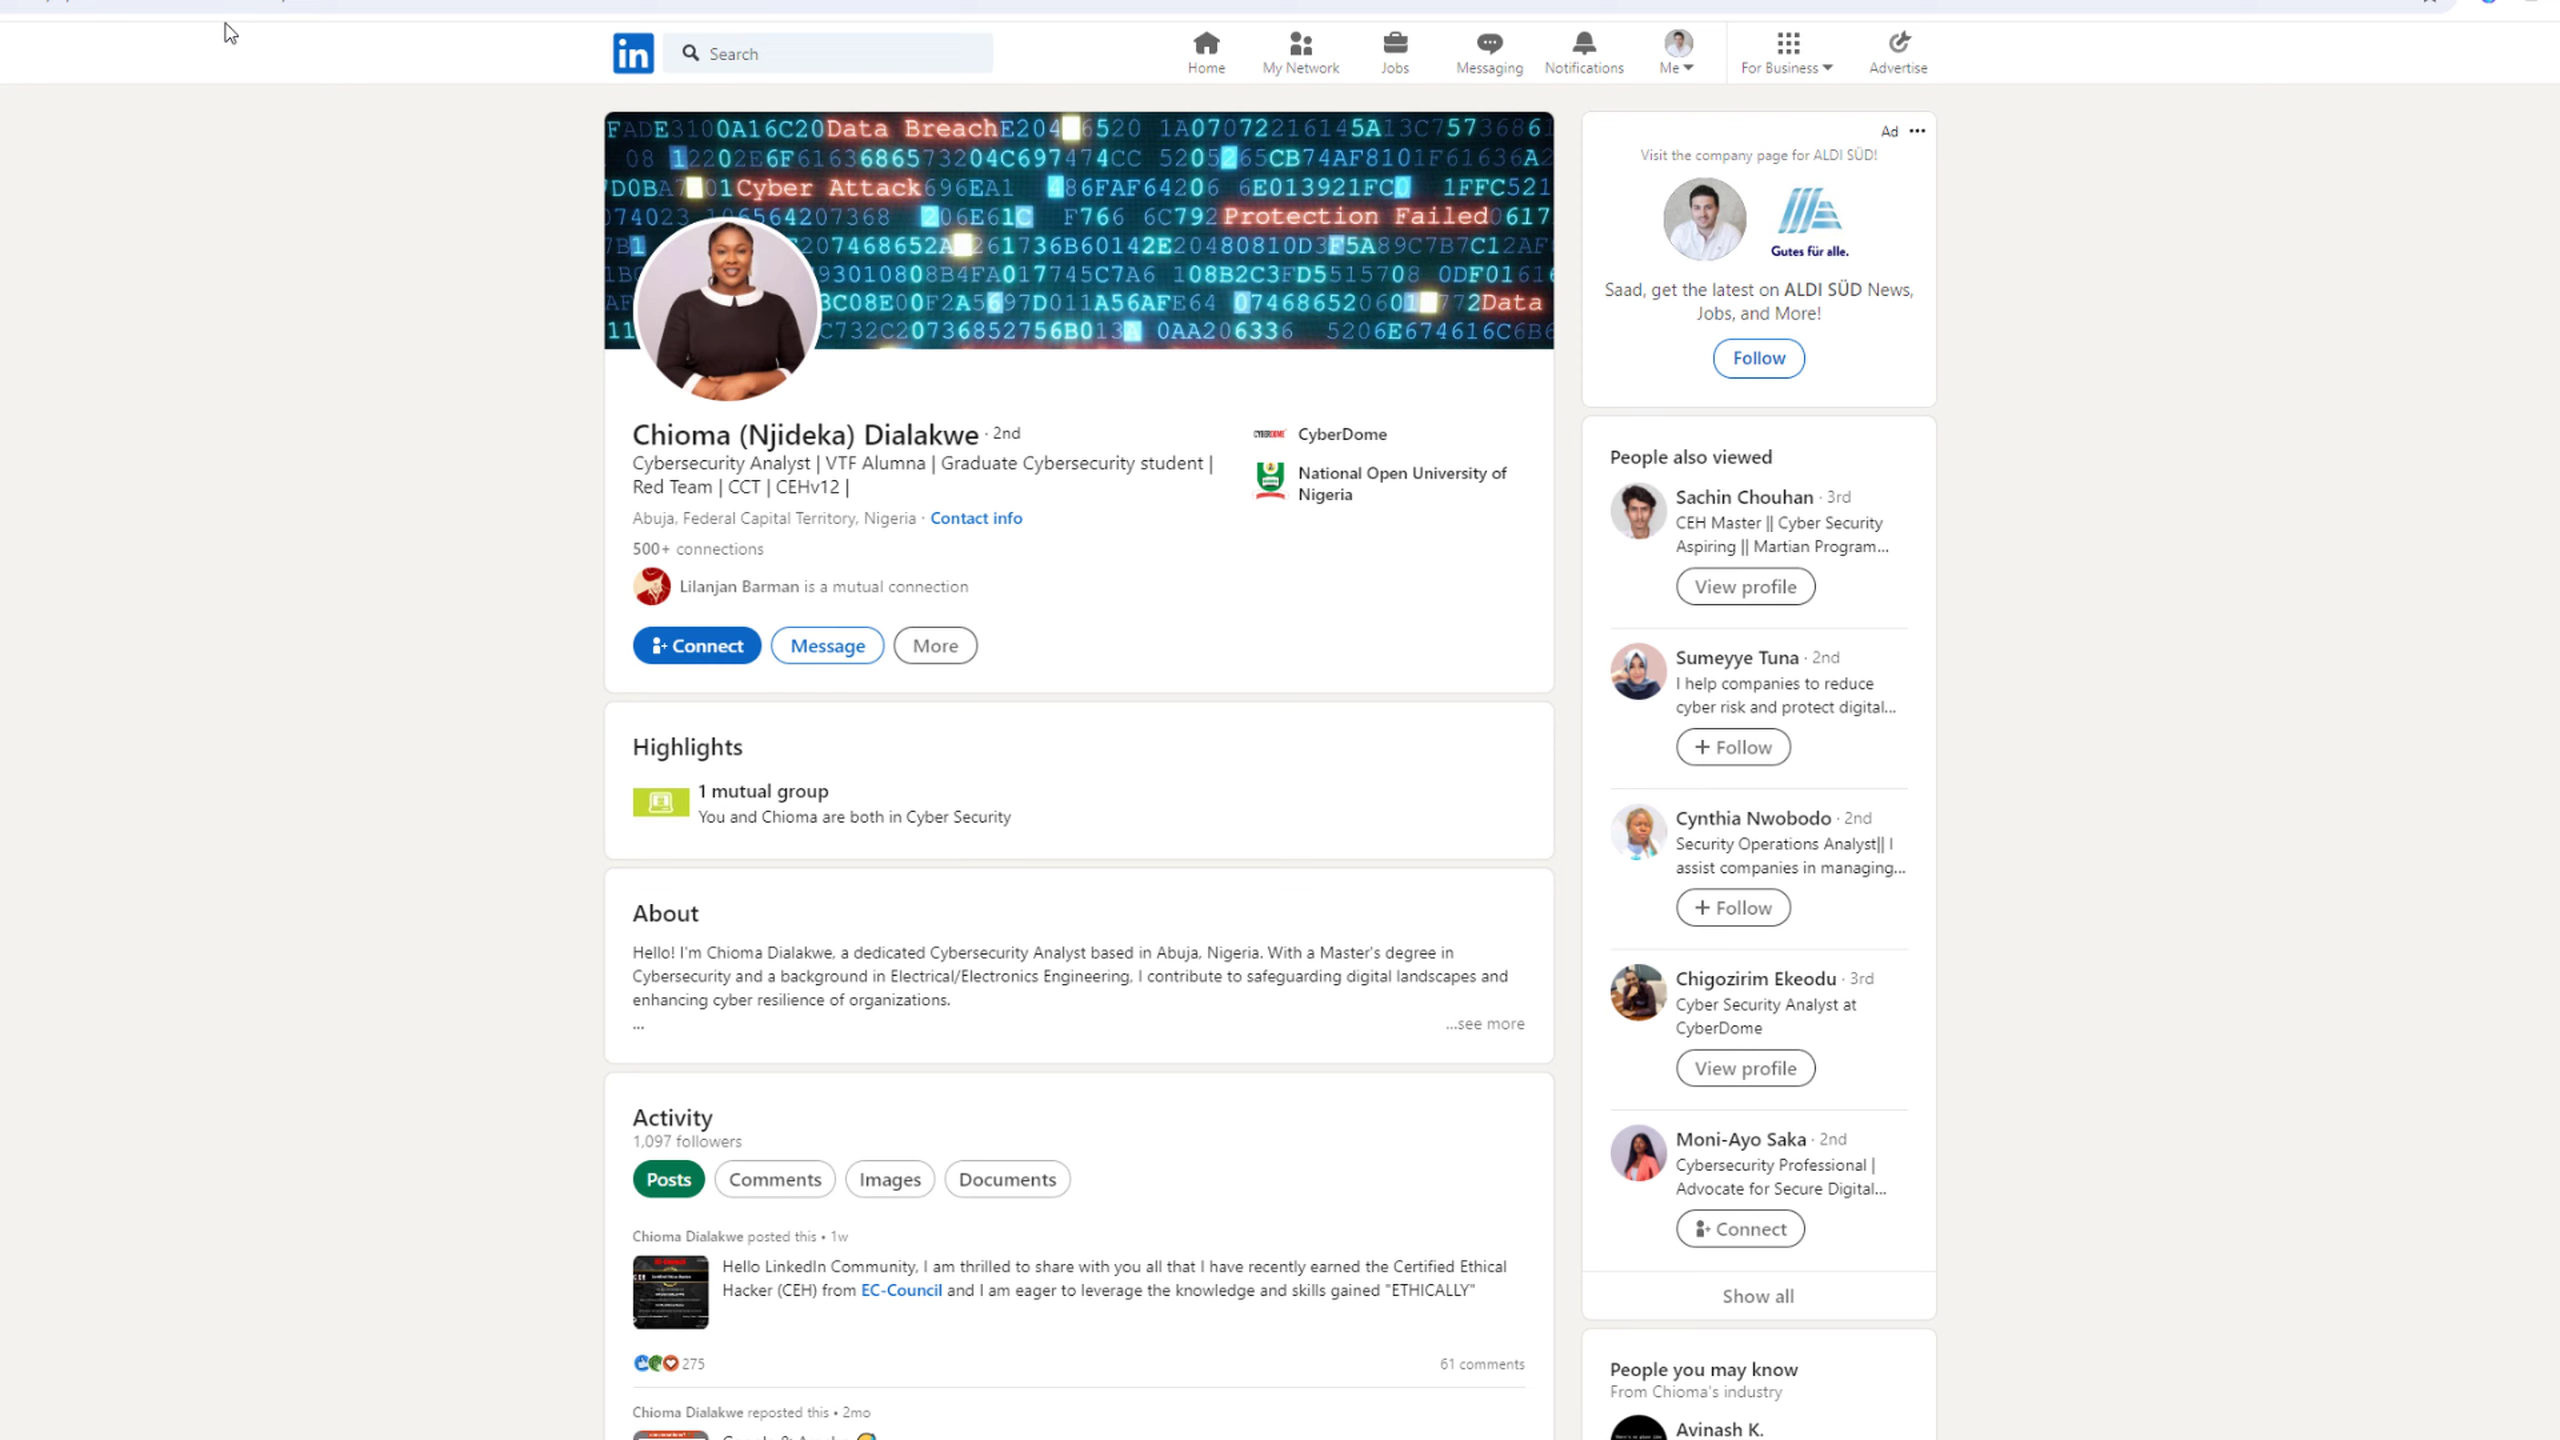 in
Search
Home
My Network
Jobs
Messaging
Notifications
Me
For Business
Advertise
Data Breach
Cyber Attack
Protection Failed
Data
Chioma (Njideka) Dialakwe · 2nd
Cybersecurity Analyst | VTF Alumna | Graduate Cybersecurity student |
Red Team | CCT | CEHv12 |
Abuja, Federal Capital Territory, Nigeria · Contact info
500+ connections
Lilanjan Barman is a mutual connection
Connect
Message
More
CYBERDOME
CyberDome
National Open University of
Nigeria
Highlights
1 mutual group
You and Chioma are both in Cyber Security
About
Hello! I'm Chioma Dialakwe, a dedicated Cybersecurity Analyst based in Abuja, Nigeria. With a Master's degree in
Cybersecurity and a background in Electrical/Electronics Engineering, I contribute to safeguarding digital landscapes and
enhancing cyber resilience of organizations.
...
...see more
Activity
1,097 followers
Posts
Comments
Images
Documents
Chioma Dialakwe posted this • 1w
Hello LinkedIn Community, I am thrilled to share with you all that I have recently earned the Certified Ethical
Hacker (CEH) from EC-Council and I am eager to leverage the knowledge and skills gained "ETHICALLY"
275
61 comments
Chioma Dialakwe reposted this • 2mo
Ad
Visit the company page for ALDI SÜD!
Gutes für alle.
Saad, get the latest on ALDI SÜD News,
Jobs, and More!
Follow
People also viewed
Sachin Chouhan · 3rd
CEH Master || Cyber Security
Aspiring || Martian Program...
View profile
Sumeyye Tuna · 2nd
I help companies to reduce
cyber risk and protect digital...
+ Follow
Cynthia Nwobodo · 2nd
Security Operations Analyst|| I
assist companies in managing...
+ Follow
Chigozirim Ekeodu · 3rd
Cyber Security Analyst at
CyberDome
View profile
Moni-Ayo Saka · 2nd
Cybersecurity Professional |
Advocate for Secure Digital...
Connect
Show all
People you may know
From Chioma's industry
Avinash K.